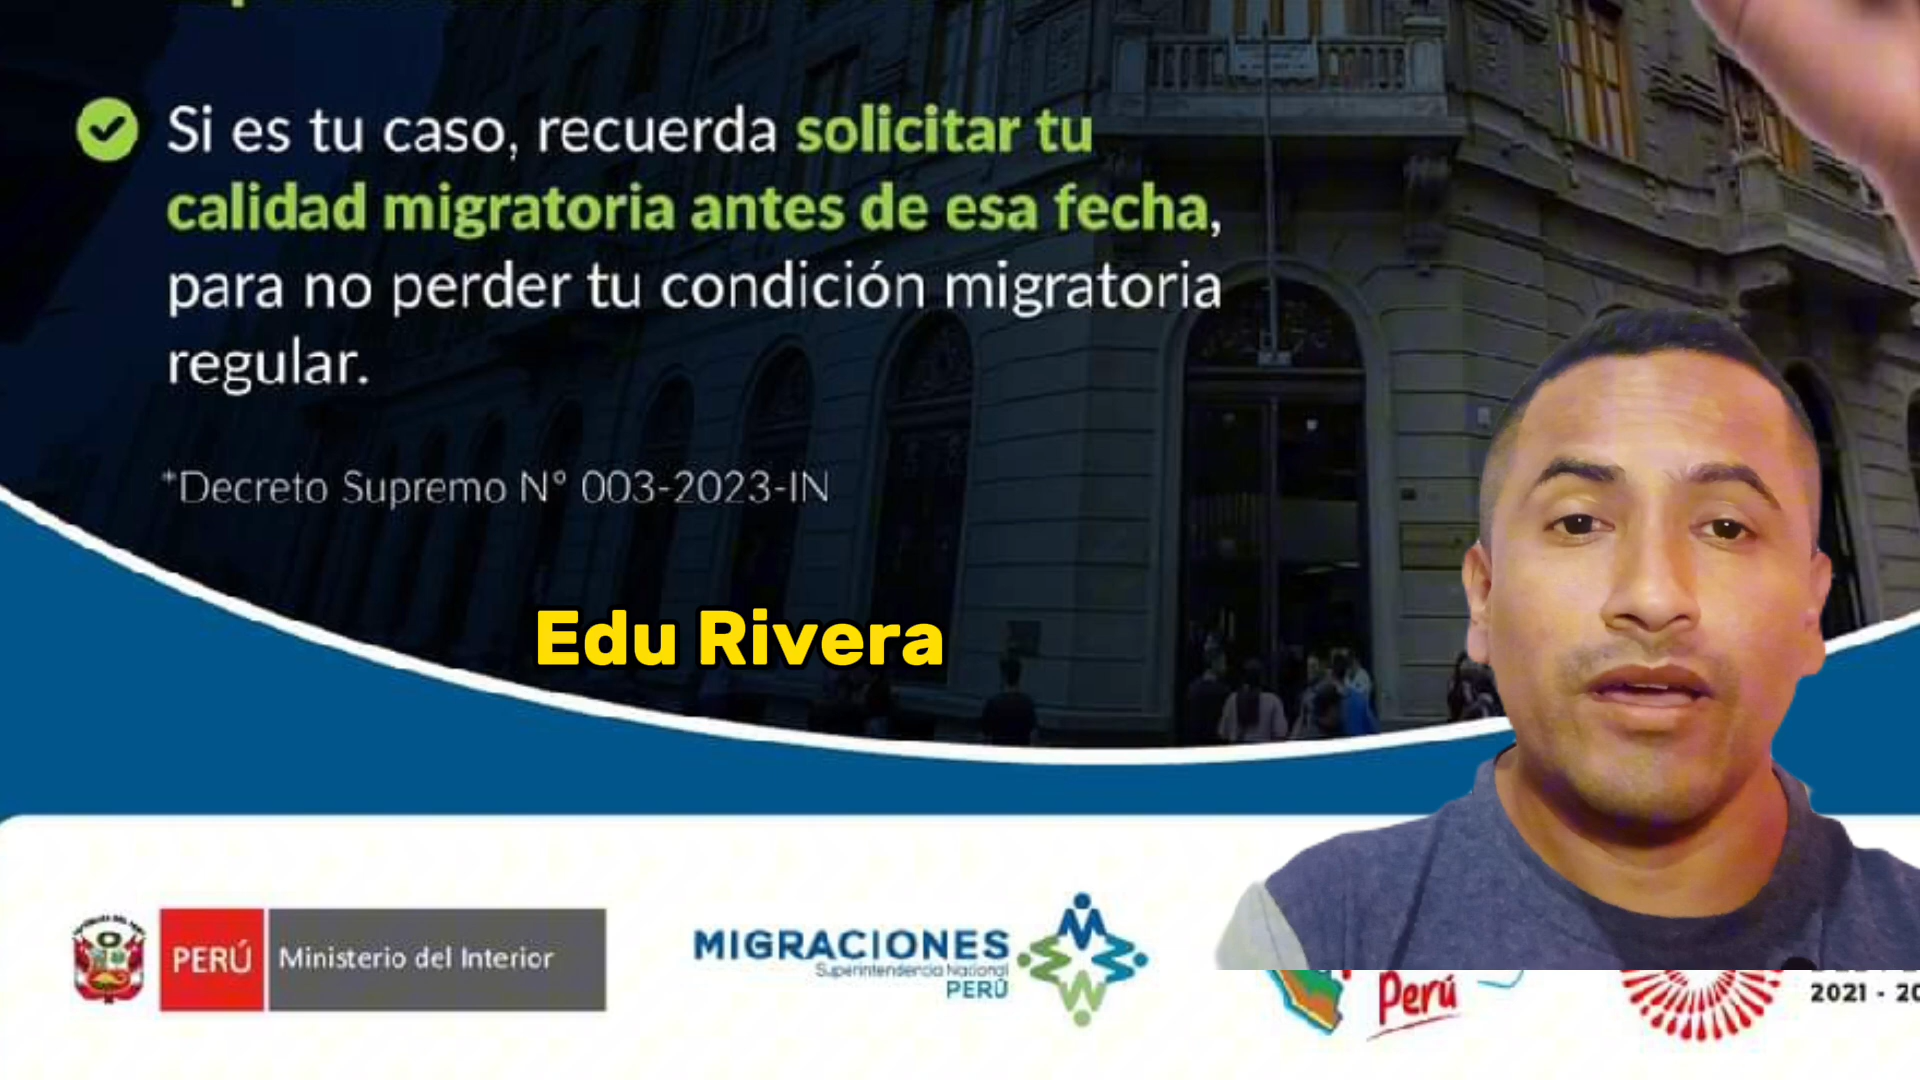 Si es tu caso, recuerda solicitar tu
calidad migratoria antes de esa fecha,
para no perder tu condición migratoria
regular.
*Decreto Supremo N° 003-2023-IN
Edu Rivera
PERÚ
Ministerio del Interior
MIGRACIONES
Superintendencia Nacional
PERÚ
Perú
2021 - 20